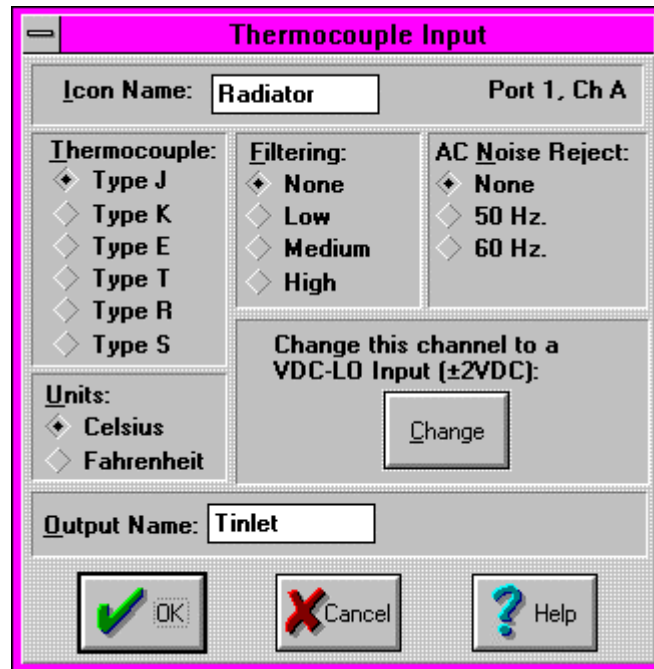 Thermocouple Input
Icon Name: Radiator Port 1, Ch A
Thermocouple:
Type J
Type K
Type E
Type T
Type R
Type S
Filtering:
None
Low
Medium
High
AC Noise Reject:
None
50 Hz.
60 Hz.
Change this channel to a
VDC-LO Input (±2VDC):
Change
Units:
Celsius
Fahrenheit
Output Name: Tinlet
OK
Cancel
Help